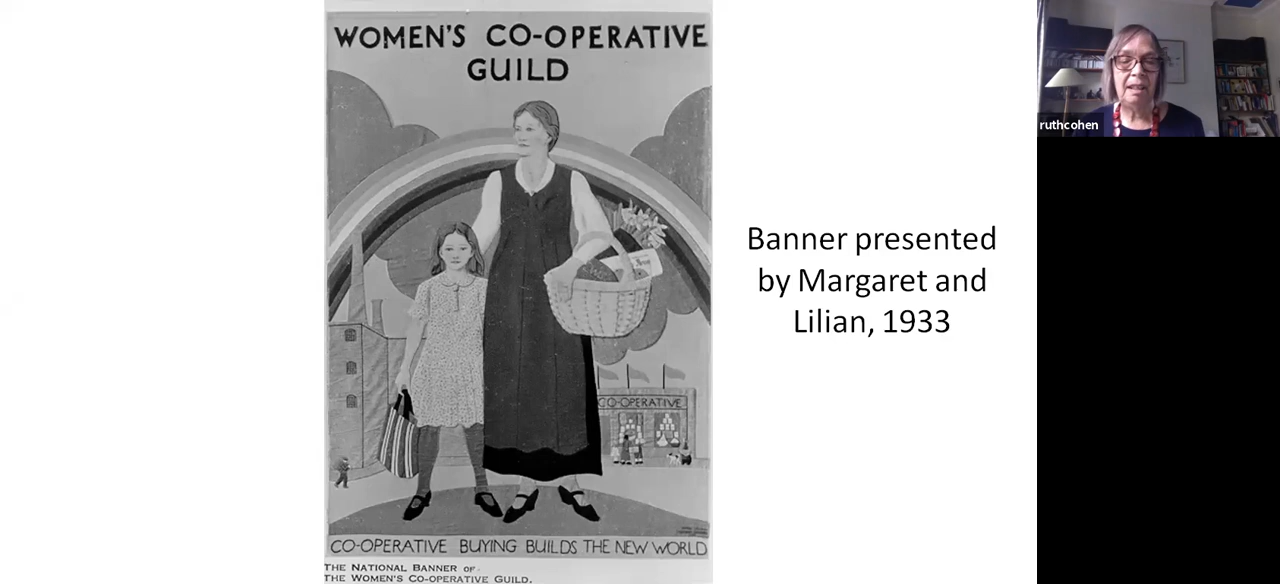 WOMEN'S CO-OPERATIVE
GUILD
CO-OPERATIVE
CO-OPERATIVE BUYING BUILDS THE NEW WORLD
THE NATIONAL BANNER OF
THE WOMEN'S CO-OPERATIVE GUILD.
Banner presented
by Margaret and
Lilian, 1933
ruthcohen